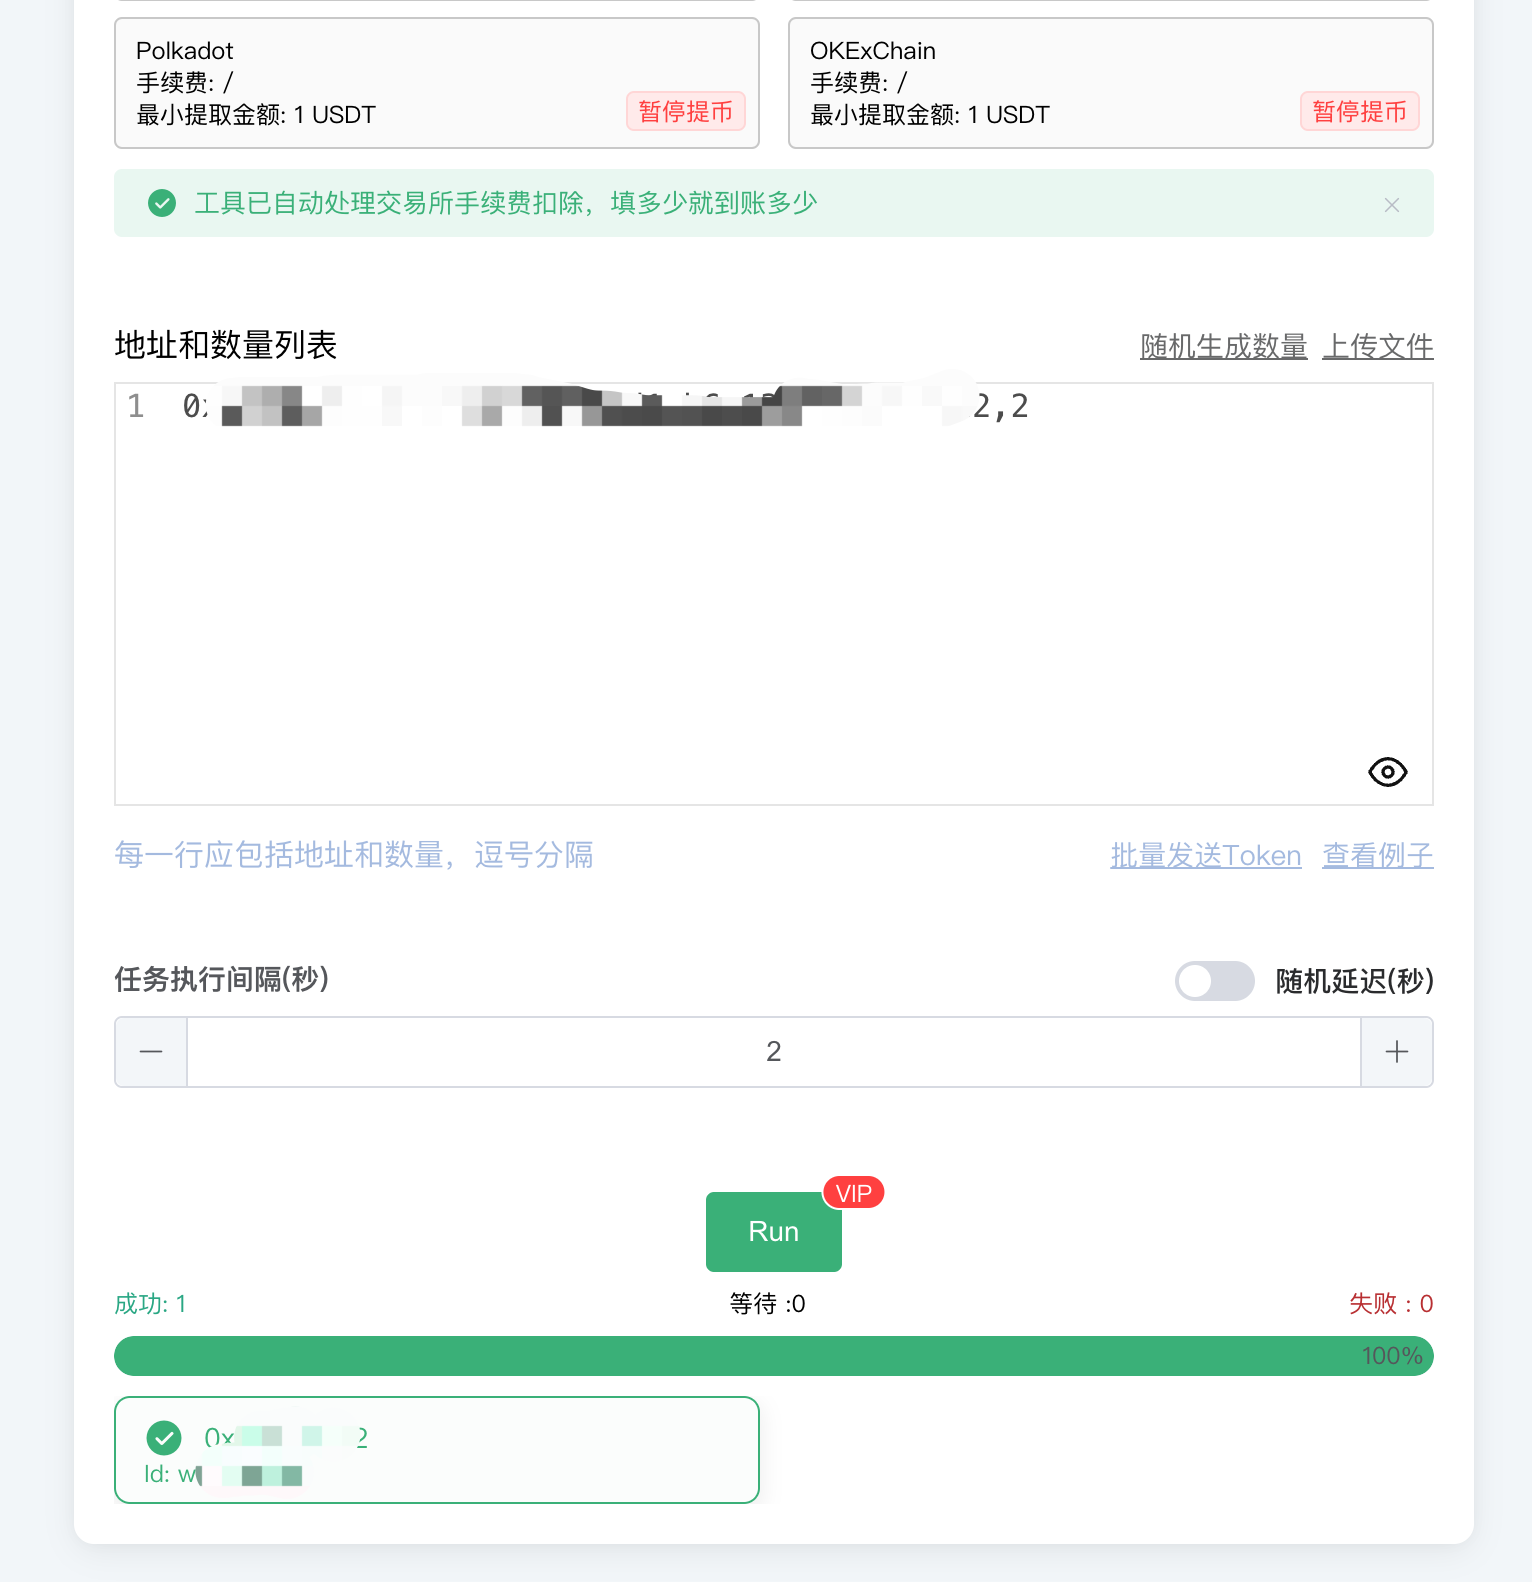 Polkadot
手续费: /
最小提取金额: 1 USDT
暂停提币
OKExChain
手续费: /
最小提取金额: 1 USDT
暂停提币
工具已自动处理交易所手续费扣除，填多少就到账多少
地址和数量列表
随机生成数量 上传文件
1 0x 2,2
每一行应包括地址和数量，逗号分隔
批量发送Token 查看例子
任务执行间隔(秒)
随机延迟(秒)
2
VIP
Run
成功: 1
等待 :0
失败 : 0
100%
0x 2
Id: w